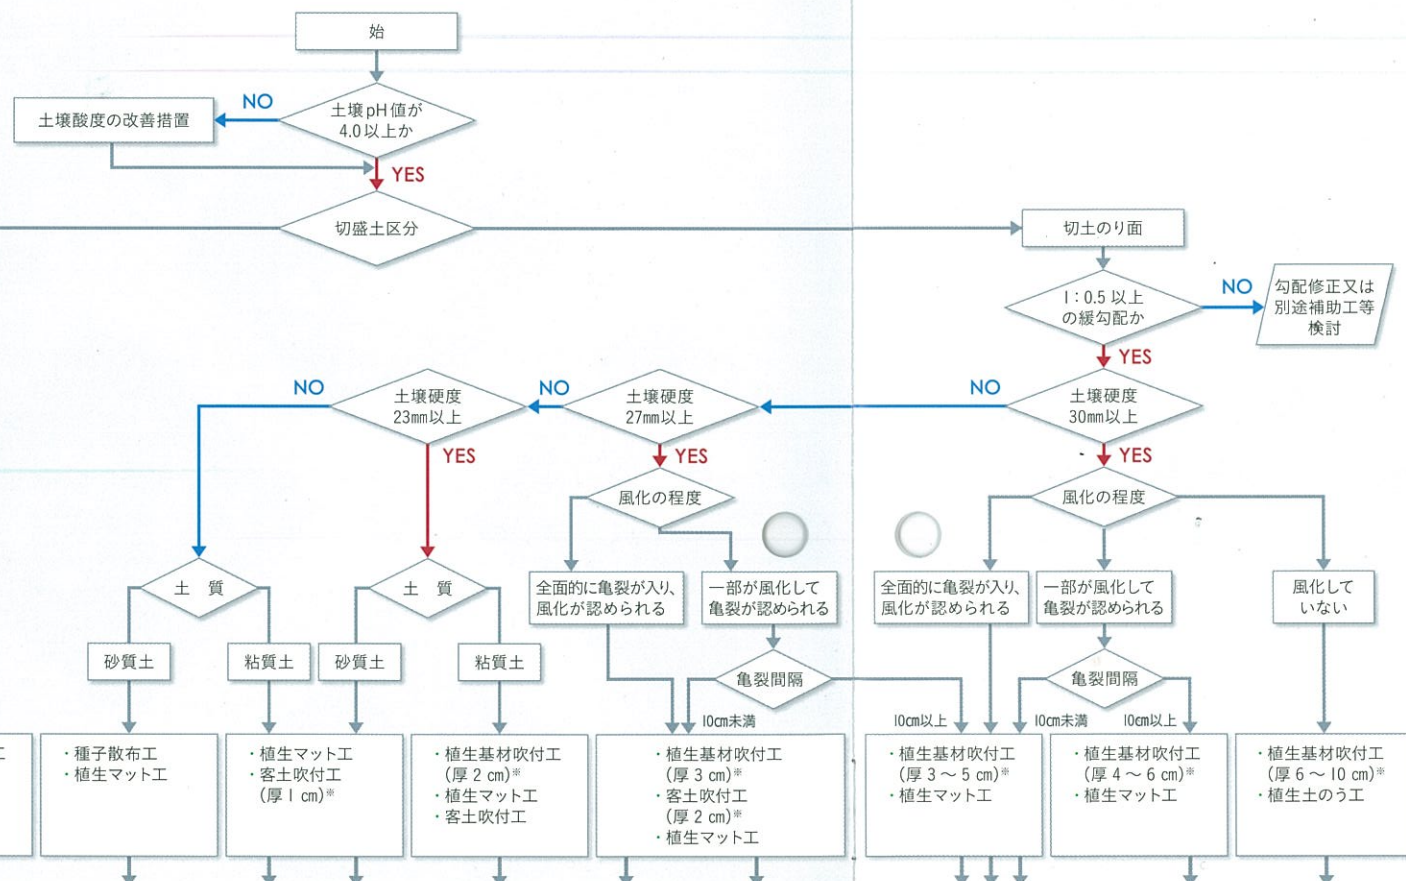 始
土壌pH値が
4.0以上か
NO
土壌酸度の改善措置
YES
切盛土区分
切土のり面
1:0.5以上
の緩勾配か
NO
勾配修正又は
別途補助工等
検討
YES
土壌硬度
30mm以上
NO
土壌硬度
27mm以上
NO
土壌硬度
23mm以上
NO
YES
YES
YES
風化の程度
風化の程度
土 質
土 質
全面的に亀裂が入り、
風化が認められる
一部が風化して
亀裂が認められる
全面的に亀裂が入り、
風化が認められる
一部が風化して
亀裂が認められる
風化して
いない
砂質土
粘質土
砂質土
粘質土
亀裂間隔
亀裂間隔
10cm未満
10cm以上
10cm未満
10cm以上
工
・種子散布工
・植生マット工
・植生マット工
・客土吹付工
(厚1cm)※
・植生基材吹付工
(厚2cm)※
・植生マット工
・客土吹付工
・植生基材吹付工
(厚3cm)※
・客土吹付工
(厚2cm)※
・植生マット工
・植生基材吹付工
(厚3～5cm)※
・植生マット工
・植生基材吹付工
(厚4～6cm)※
・植生マット工
・植生基材吹付工
(厚6～10cm)※
・植生土のう工